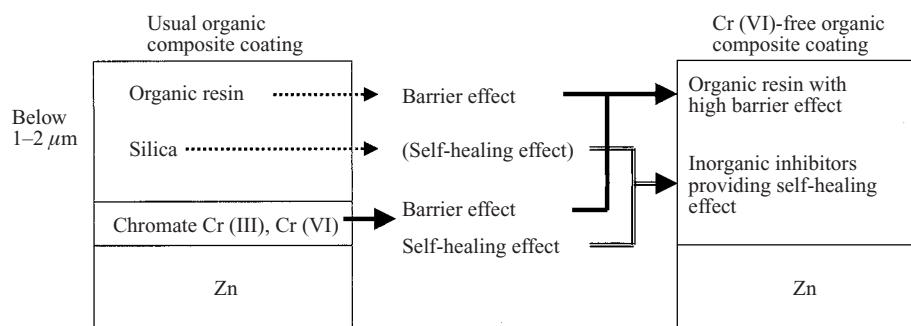 Usual organic
composite coating
Cr (VI)-free organic
composite coating
Below
1–2 μm
Organic resin
Silica
Chromate Cr (III), Cr (VI)
Zn
Barrier effect
(Self-healing effect)
Barrier effect
Self-healing effect
Organic resin with
high barrier effect
Inorganic inhibitors
providing self-healing
effect
Zn